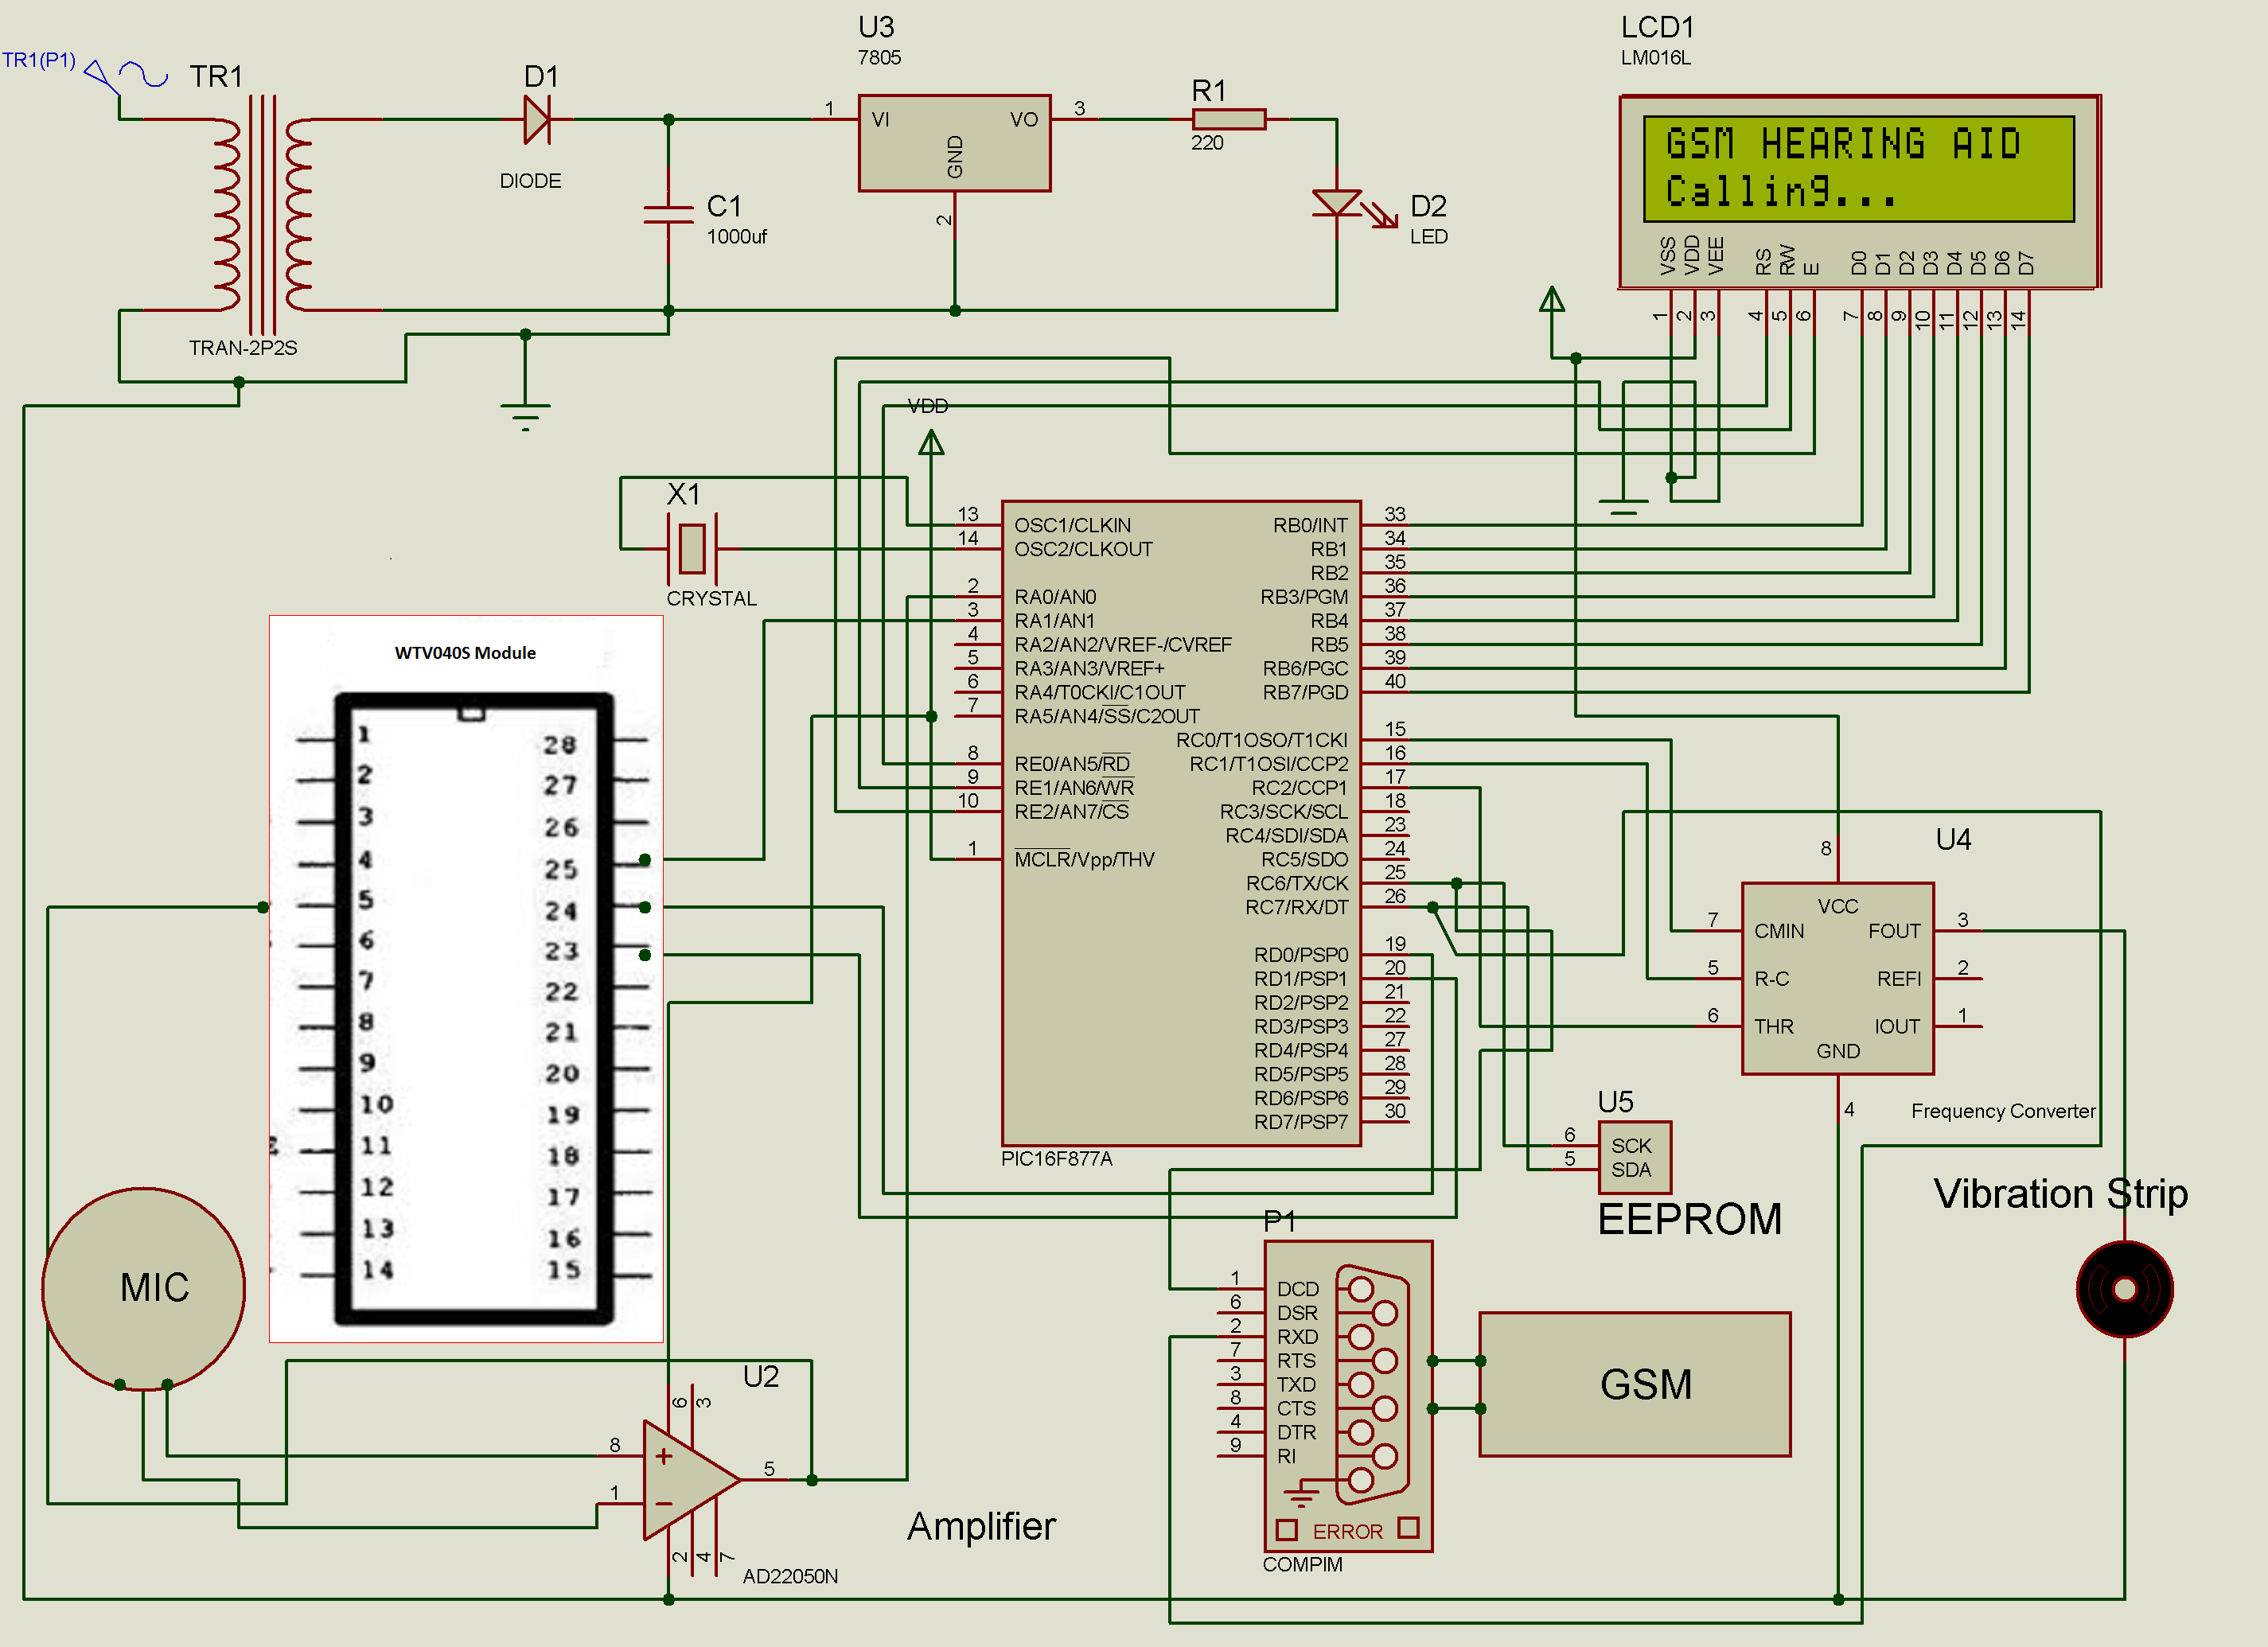 TR1(P1)
TR1
TRAN-2P2S
D1
DIODE
C1
1000uf
U3
7805
1
VI
VO
3
GND
2
R1
220
D2
LED
LCD1
LM016L
GSM HEARING AID
Calling...
VSS
VDD
VEE
RS
RW
E
D0
D1
D2
D3
D4
D5
D6
D7
1
2
3
4
5
6
7
8
9
10
11
12
13
14
VDD
X1
CRYSTAL
13 OSC1/CLKIN
14 OSC2/CLKOUT
2 RA0/AN0
3 RA1/AN1
4 RA2/AN2/VREF-/CVREF
5 RA3/AN3/VREF+
6 RA4/T0CKI/C1OUT
7 RA5/AN4/SS/C2OUT
8 RE0/AN5/RD
9 RE1/AN6/WR
10 RE2/AN7/CS
1 MCLR/Vpp/THV
RB0/INT 33
RB1 34
RB2 35
RB3/PGM 36
RB4 37
RB5 38
RB6/PGC 39
RB7/PGD 40
RC0/T1OSO/T1CKI 15
RC1/T1OSI/CCP2 16
RC2/CCP1 17
RC3/SCK/SCL 18
RC4/SDI/SDA 23
RC5/SDO 24
RC6/TX/CK 25
RC7/RX/DT 26
RD0/PSP0 19
RD1/PSP1 20
RD2/PSP2 21
RD3/PSP3 22
RD4/PSP4 27
RD5/PSP5 28
RD6/PSP6 29
RD7/PSP7 30
PIC16F877A
WTV040S Module
1 28
2 27
3 26
4 25
5 24
6 23
7 22
8 21
9 20
10 19
11 18
12 17
13 16
14 15
MIC
U2
6
3
8 +
1 −
5
2
4
7
AD22050N
Amplifier
U4
8
VCC
7 CMIN
FOUT 3
5 R-C
REFI 2
6 THR
IOUT 1
GND
4
Frequency Converter
U5
6 SCK
5 SDA
EEPROM
Vibration Strip
P1
1 DCD
6 DSR
2 RXD
7 RTS
3 TXD
8 CTS
4 DTR
9 RI
ERROR
COMPIM
GSM